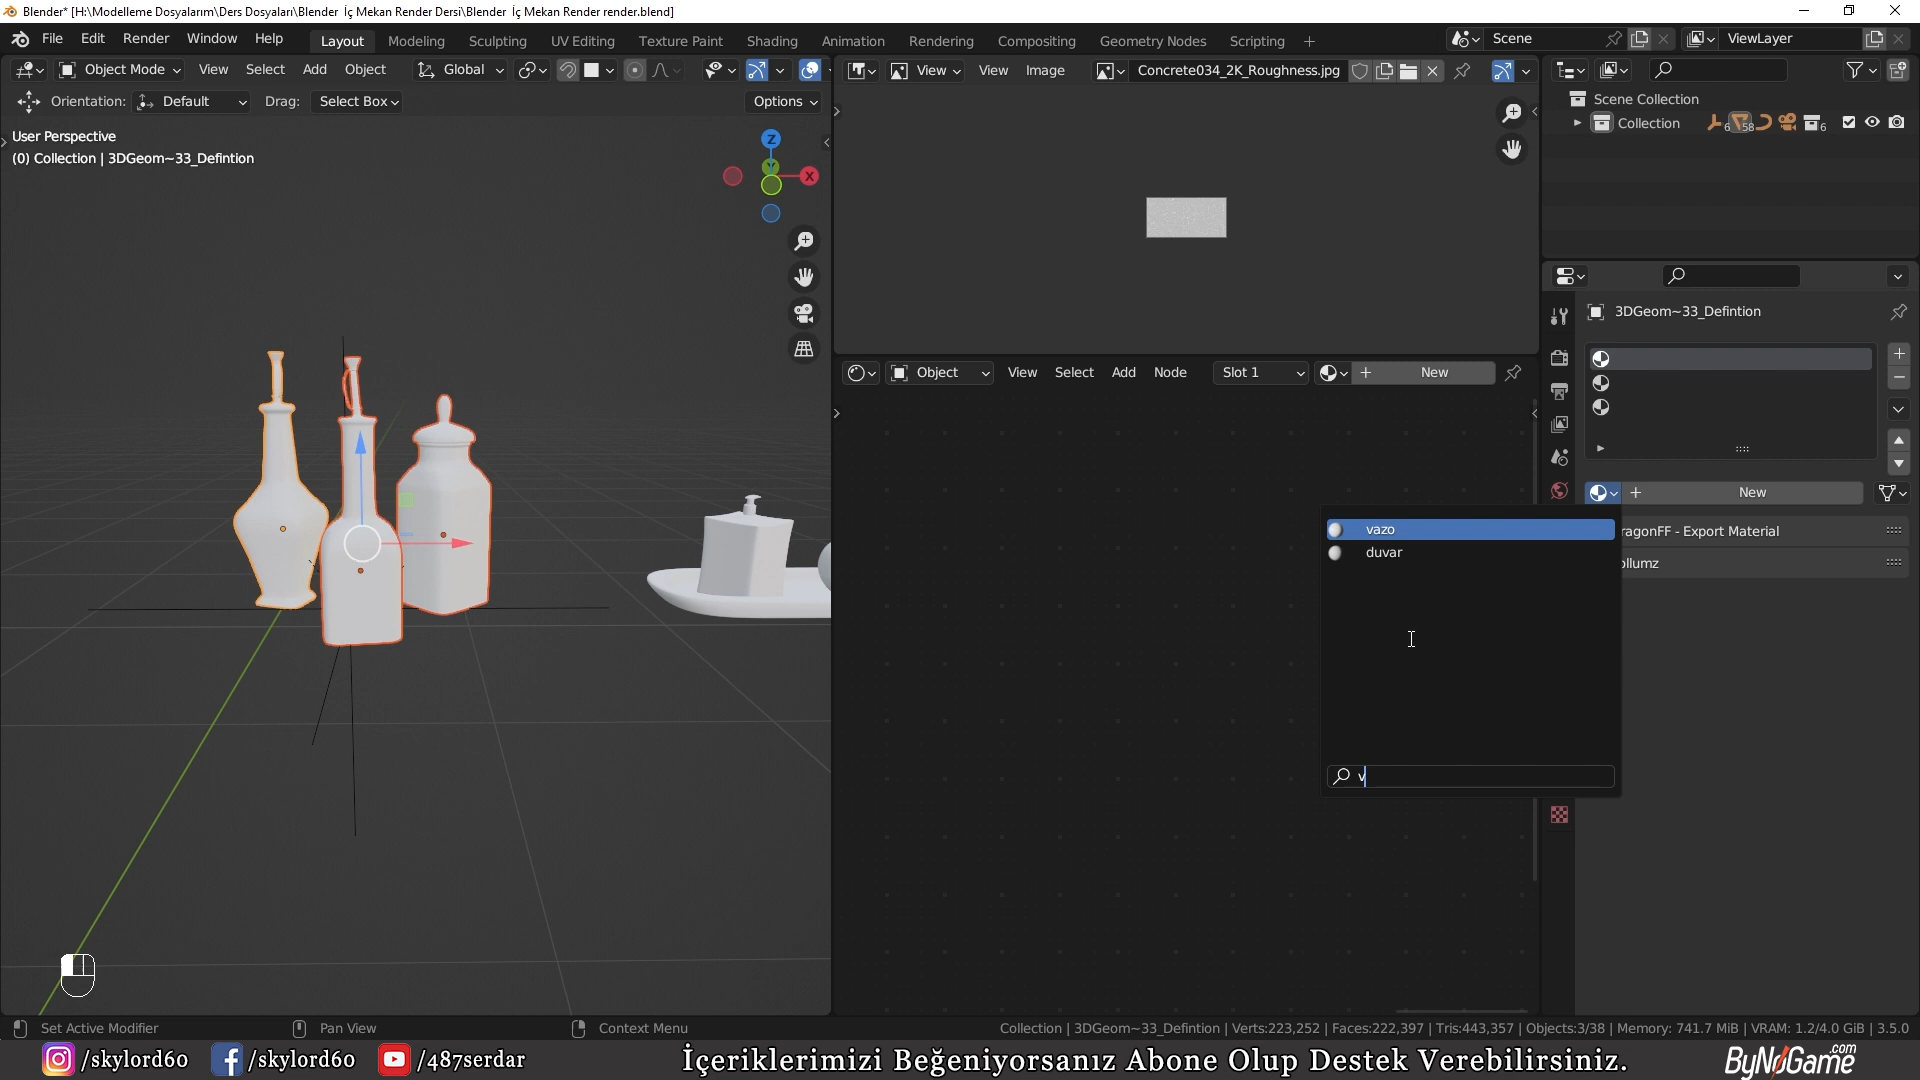 Blender* [H:\Modelleme Dosyalarım\Ders Dosyaları\Blender İç Mekan Render Dersi\Blender İç Mekan Render render.blend]
File Edit Render Window Help
Layout Modeling Sculpting UV Editing Texture Paint Shading Animation Rendering Compositing Geometry Nodes Scripting +
Scene
ViewLayer
Object Mode View Select Add Object Global
Orientation: Default Drag: Select Box Options
User Perspective
(0) Collection | 3DGeom~33_Defintion
Z
Y
X
View View Image Concrete034_2K_Roughness.jpg
Scene Collection
Collection 6 58 6
Object View Select Add Node Slot 1 New
3DGeom~33_Defintion
New
ragonFF - Export Material
ollumz
vazo
duvar
v
Set Active Modifier Pan View Context Menu
Collection | 3DGeom~33_Defintion | Verts:223,252 | Faces:222,397 | Tris:443,357 | Objects:3/38 | Memory: 741.7 MiB | VRAM: 1.2/4.0 GiB | 3.5.0
/skylord60 /skylord60 /487serdar
İçeriklerimizi Beğeniyorsanız Abone Olup Destek Verebilirsiniz.
ByNoGame.com